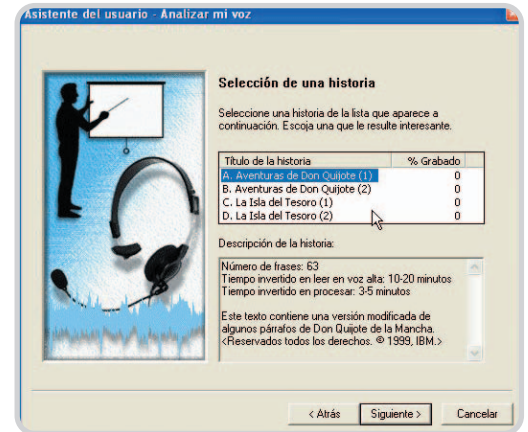 Asistente del usuario - Analizar mi voz
Selección de una historia
Seleccione una historia de la lista que aparece a
continuación. Escoja una que le resulte interesante.
Título de la historia % Grabado
A. Aventuras de Don Quijote (1) 0
B. Aventuras de Don Quijote (2) 0
C. La Isla del Tesoro (1) 0
D. La Isla del Tesoro (2) 0
Descripción de la historia:
Número de frases: 63
Tiempo invertido en leer en voz alta: 10-20 minutos
Tiempo invertido en procesar: 3-5 minutos
Este texto contiene una versión modificada de
algunos párrafos de Don Quijote de la Mancha.
<Reservados todos los derechos. © 1999, IBM.>
< Atrás Siguiente > Cancelar